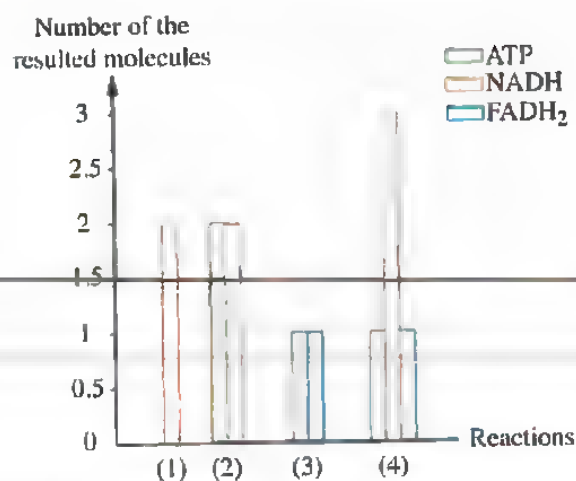 Number of the
resulted molecules
ATP
NADH
FADH₂
3
2.5
2
1.5
1
0.5
0
Reactions
(1) (2) (3) (4)